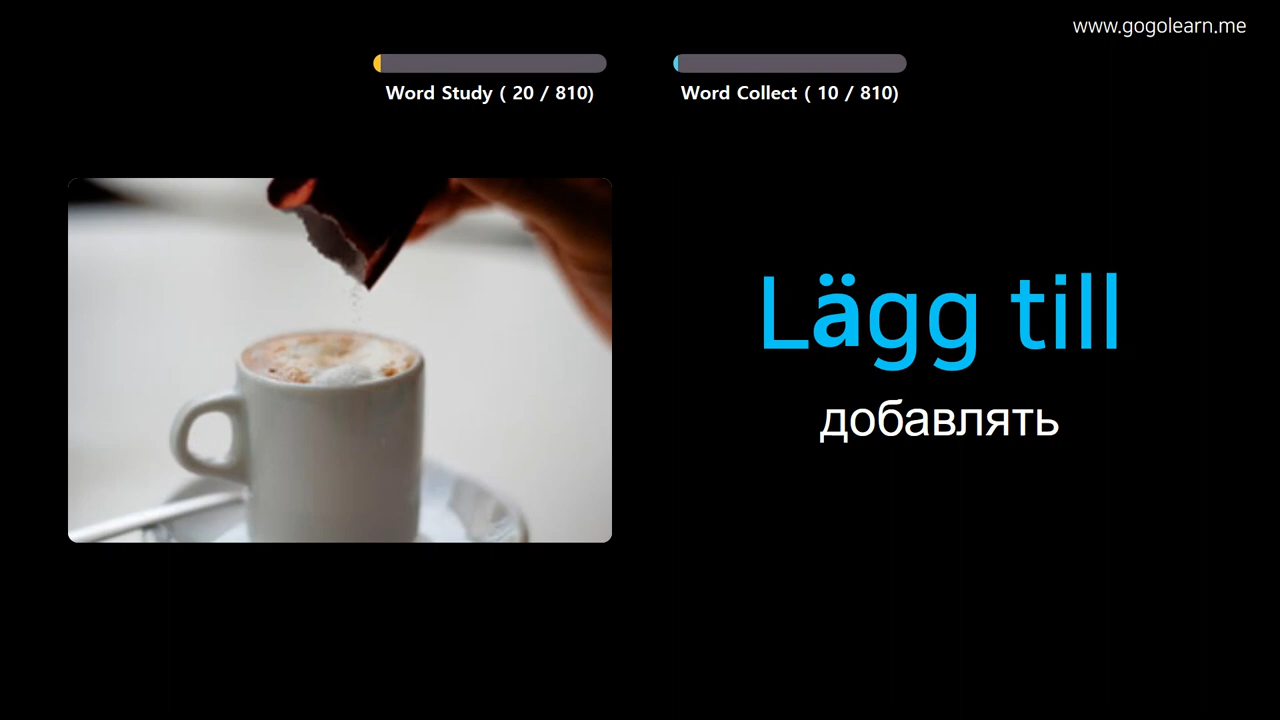 www.gogolearn.me
Word Study ( 20 / 810)
Word Collect ( 10 / 810)
Lägg till
добавлять